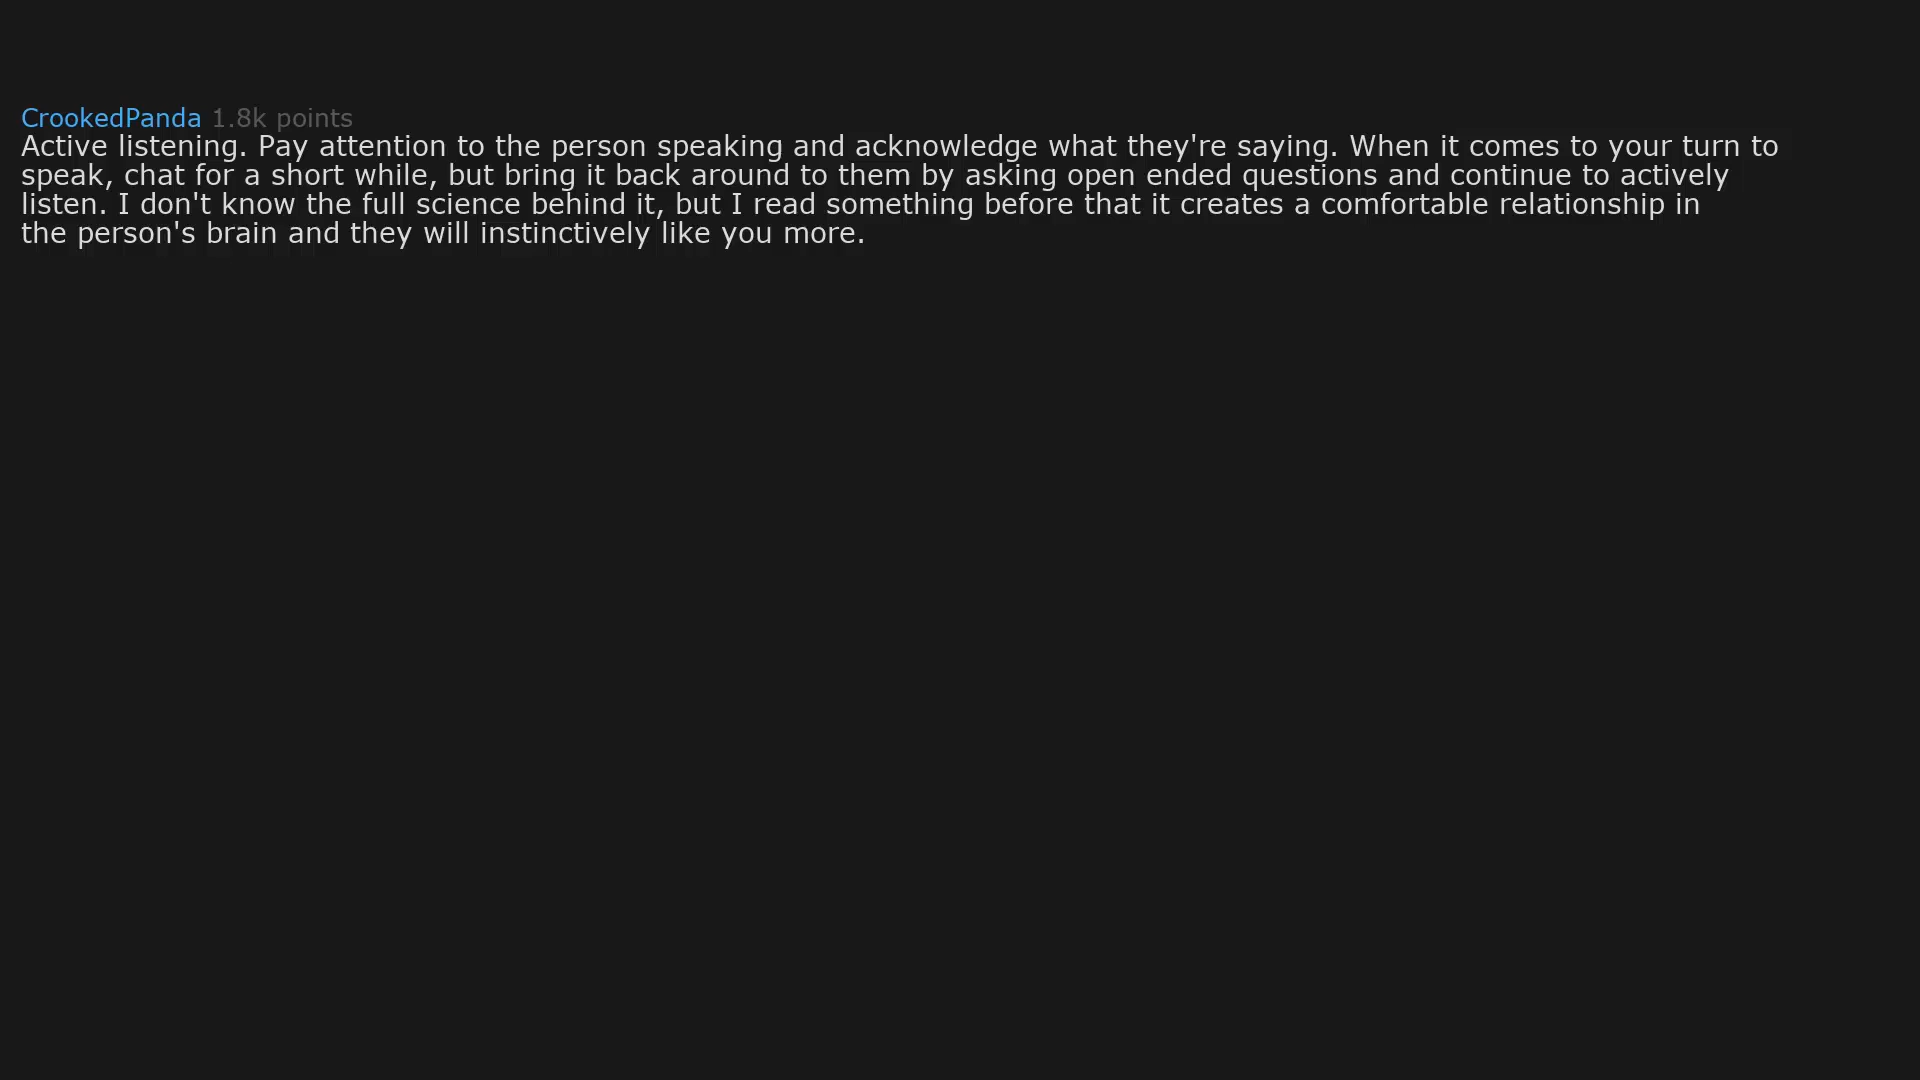 CrookedPanda 1.8k points
Active listening. Pay attention to the person speaking and acknowledge what they're saying. When it comes to your turn to
speak, chat for a short while, but bring it back around to them by asking open ended questions and continue to actively
listen. I don't know the full science behind it, but I read something before that it creates a comfortable relationship in
the person's brain and they will instinctively like you more.